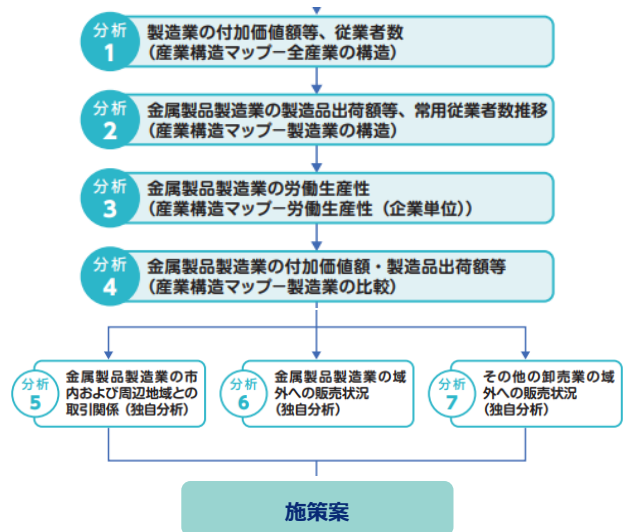 分析
1
製造業の付加価値額等、従業者数
（産業構造マップー全産業の構造）
分析
2
金属製品製造業の製造品出荷額等、常用従業者数推移
（産業構造マップー製造業の構造）
分析
3
金属製品製造業の労働生産性
（産業構造マップー労働生産性（企業単位））
分析
4
金属製品製造業の付加価値額・製造品出荷額等
（産業構造マップー製造業の比較）
分析
5
金属製品製造業の市
内および周辺地域との
取引関係（独自分析）
分析
6
金属製品製造業の域
外への販売状況
（独自分析）
分析
7
その他の卸売業の域
外への販売状況
（独自分析）
施策案